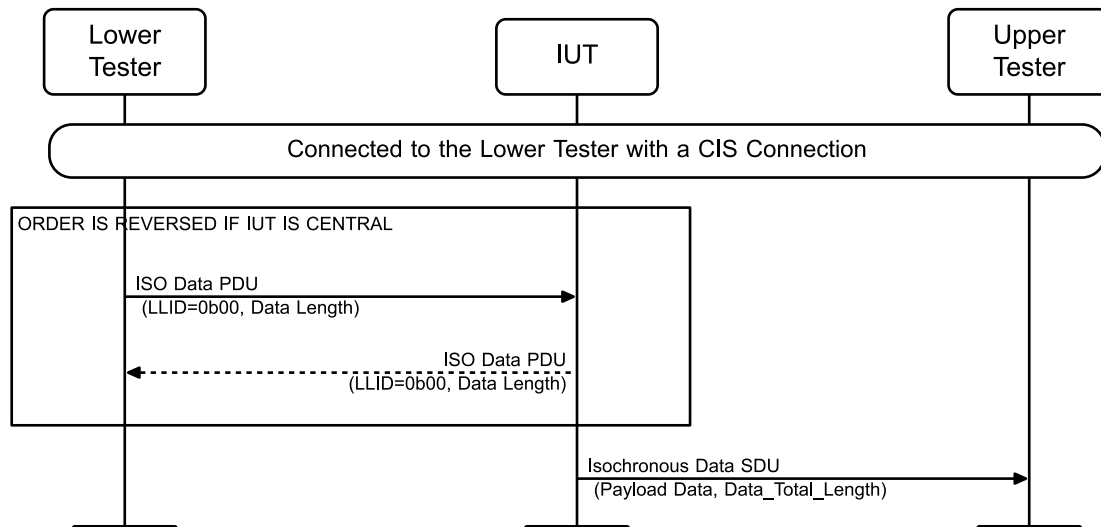 Lower
Tester
IUT
Upper
Tester
Connected to the Lower Tester with a CIS Connection
ORDER IS REVERSED IF IUT IS CENTRAL
ISO Data PDU
(LLID=0b00, Data Length)
ISO Data PDU
(LLID=0b00, Data Length)
Isochronous Data SDU
(Payload Data, Data_Total_Length)